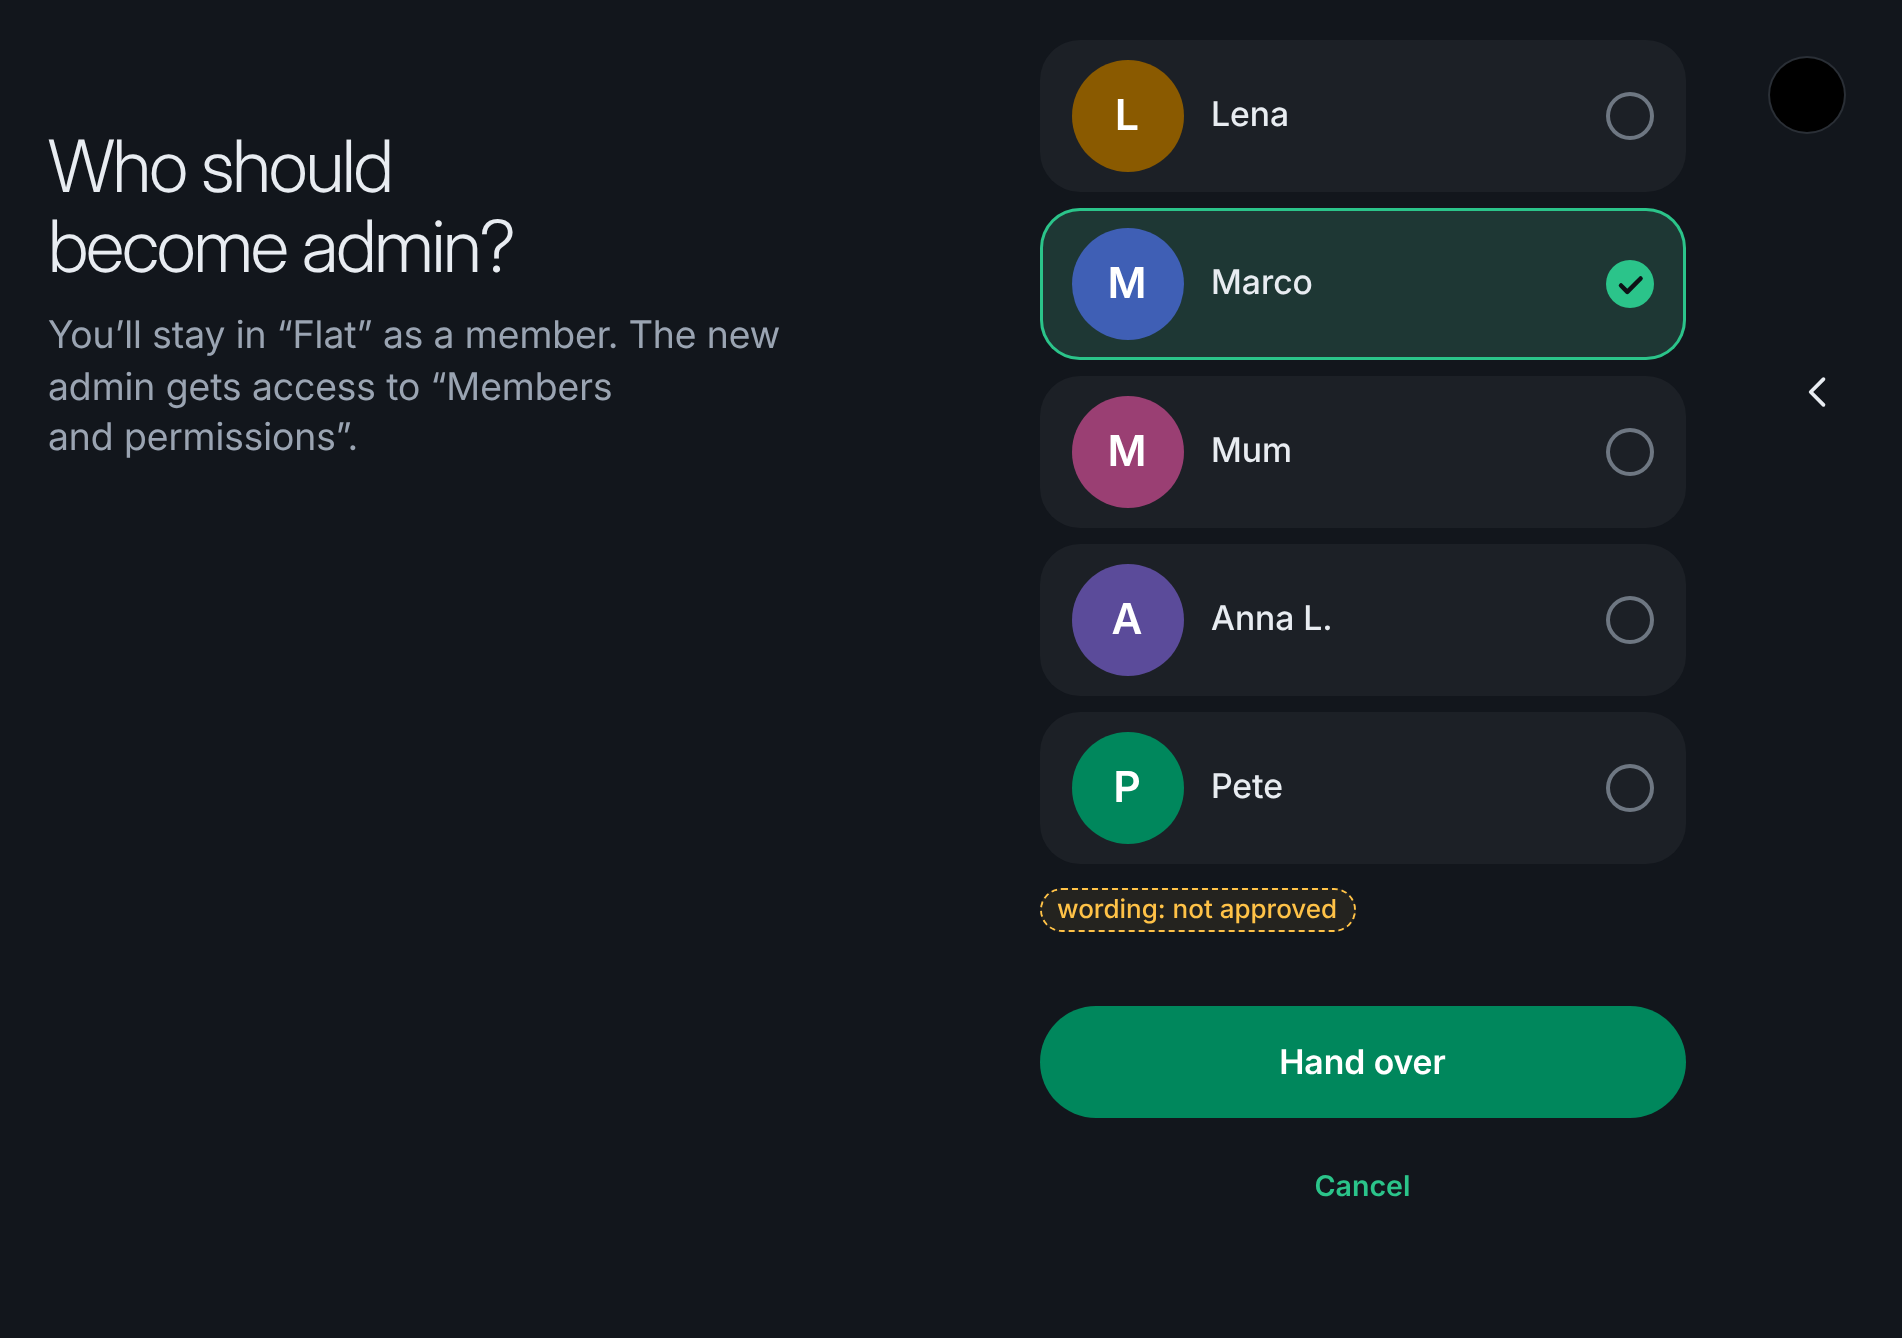 Who should
become admin?
You’ll stay in “Flat” as a member. The new
admin gets access to “Members
and permissions”.
L
Lena
M
Marco
M
Mum
A
Anna L.
P
Pete
wording: not approved
Hand over
Cancel